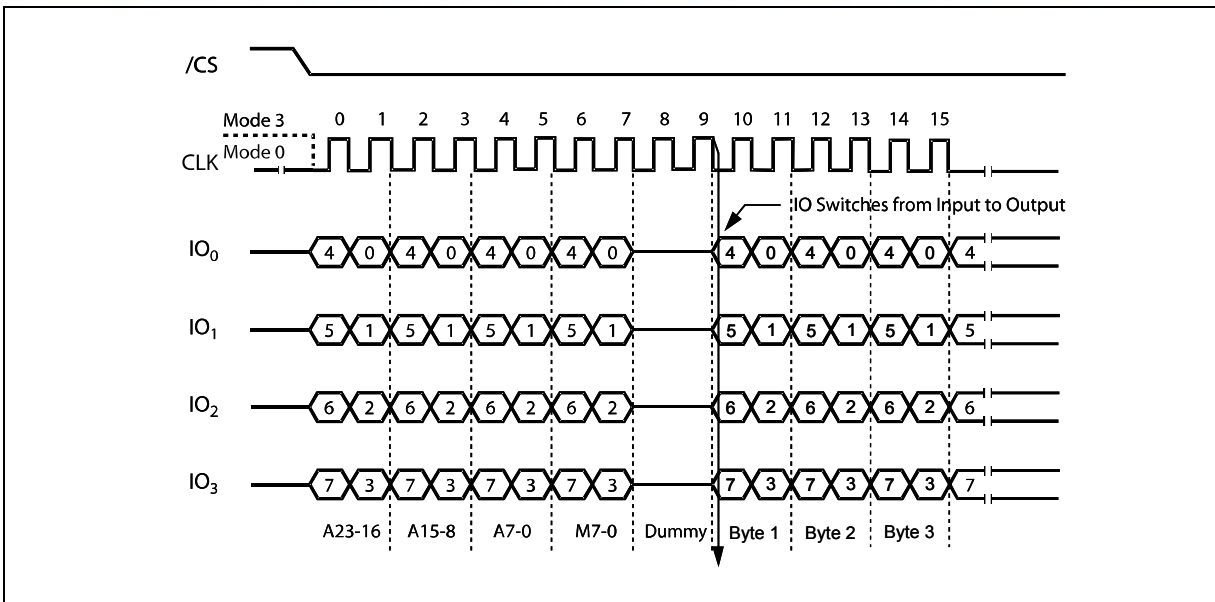 /CS
Mode 3
0 1 2 3 4 5 6 7 8 9 10 11 12 13 14 15
CLK
Mode 0
IO Switches from Input to Output
IO0 4 0 4 0 4 0 4 0 4 0 4 0 4 0 4
IO1 5 1 5 1 5 1 5 1 5 1 5 1 5 1 5
IO2 6 2 6 2 6 2 6 2 6 2 6 2 6 2 6
IO3 7 3 7 3 7 3 7 3 7 3 7 3 7 3 7
A23-16 A15-8 A7-0 M7-0 Dummy Byte 1 Byte 2 Byte 3